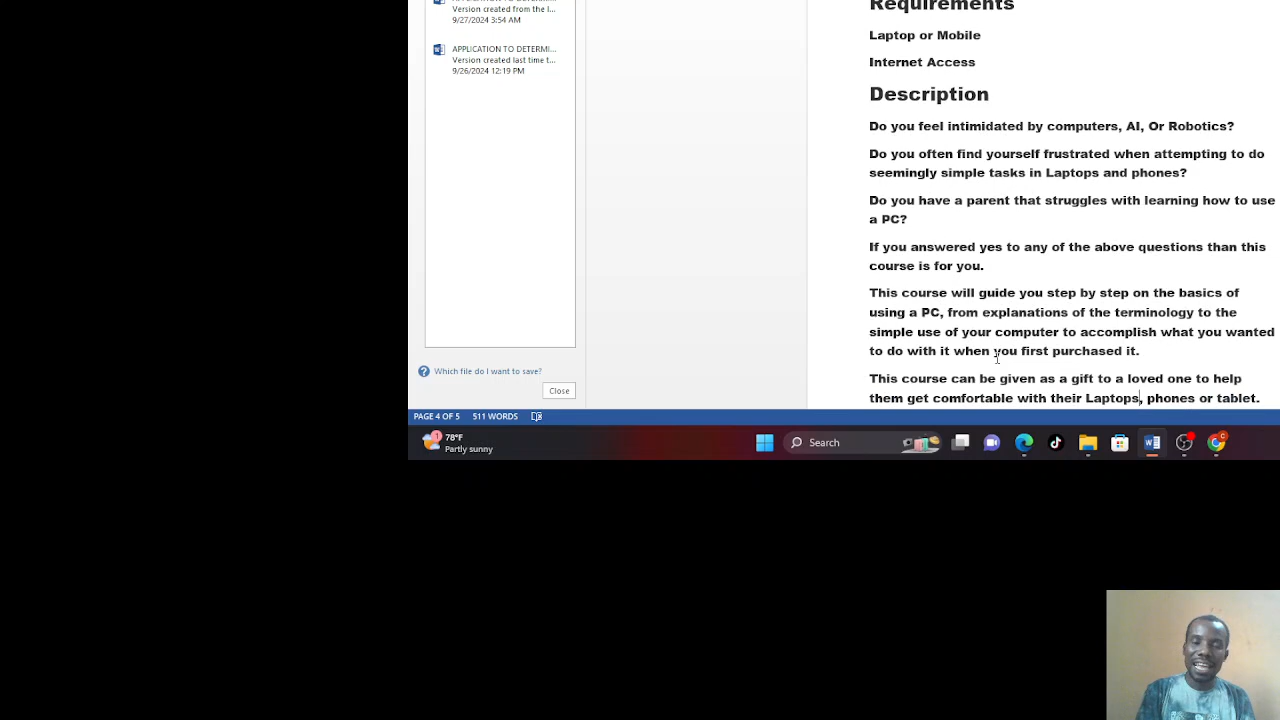 Version created from the l...
9/27/2024 3:54 AM
APPLICATION TO DETERMI...
Version created last time t...
9/26/2024 12:19 PM
Which file do I want to save?
Close
Requirements
Laptop or Mobile
Internet Access
Description
Do you feel intimidated by computers, AI, Or Robotics?
Do you often find yourself frustrated when attempting to do
seemingly simple tasks in Laptops and phones?
Do you have a parent that struggles with learning how to use
a PC?
If you answered yes to any of the above questions than this
course is for you.
This course will guide you step by step on the basics of
using a PC, from explanations of the terminology to the
simple use of your computer to accomplish what you wanted
to do with it when you first purchased it.
This course can be given as a gift to a loved one to help
them get comfortable with their Laptops, phones or tablet.
PAGE 4 OF 5 511 WORDS
1
78°F
Partly sunny
Search